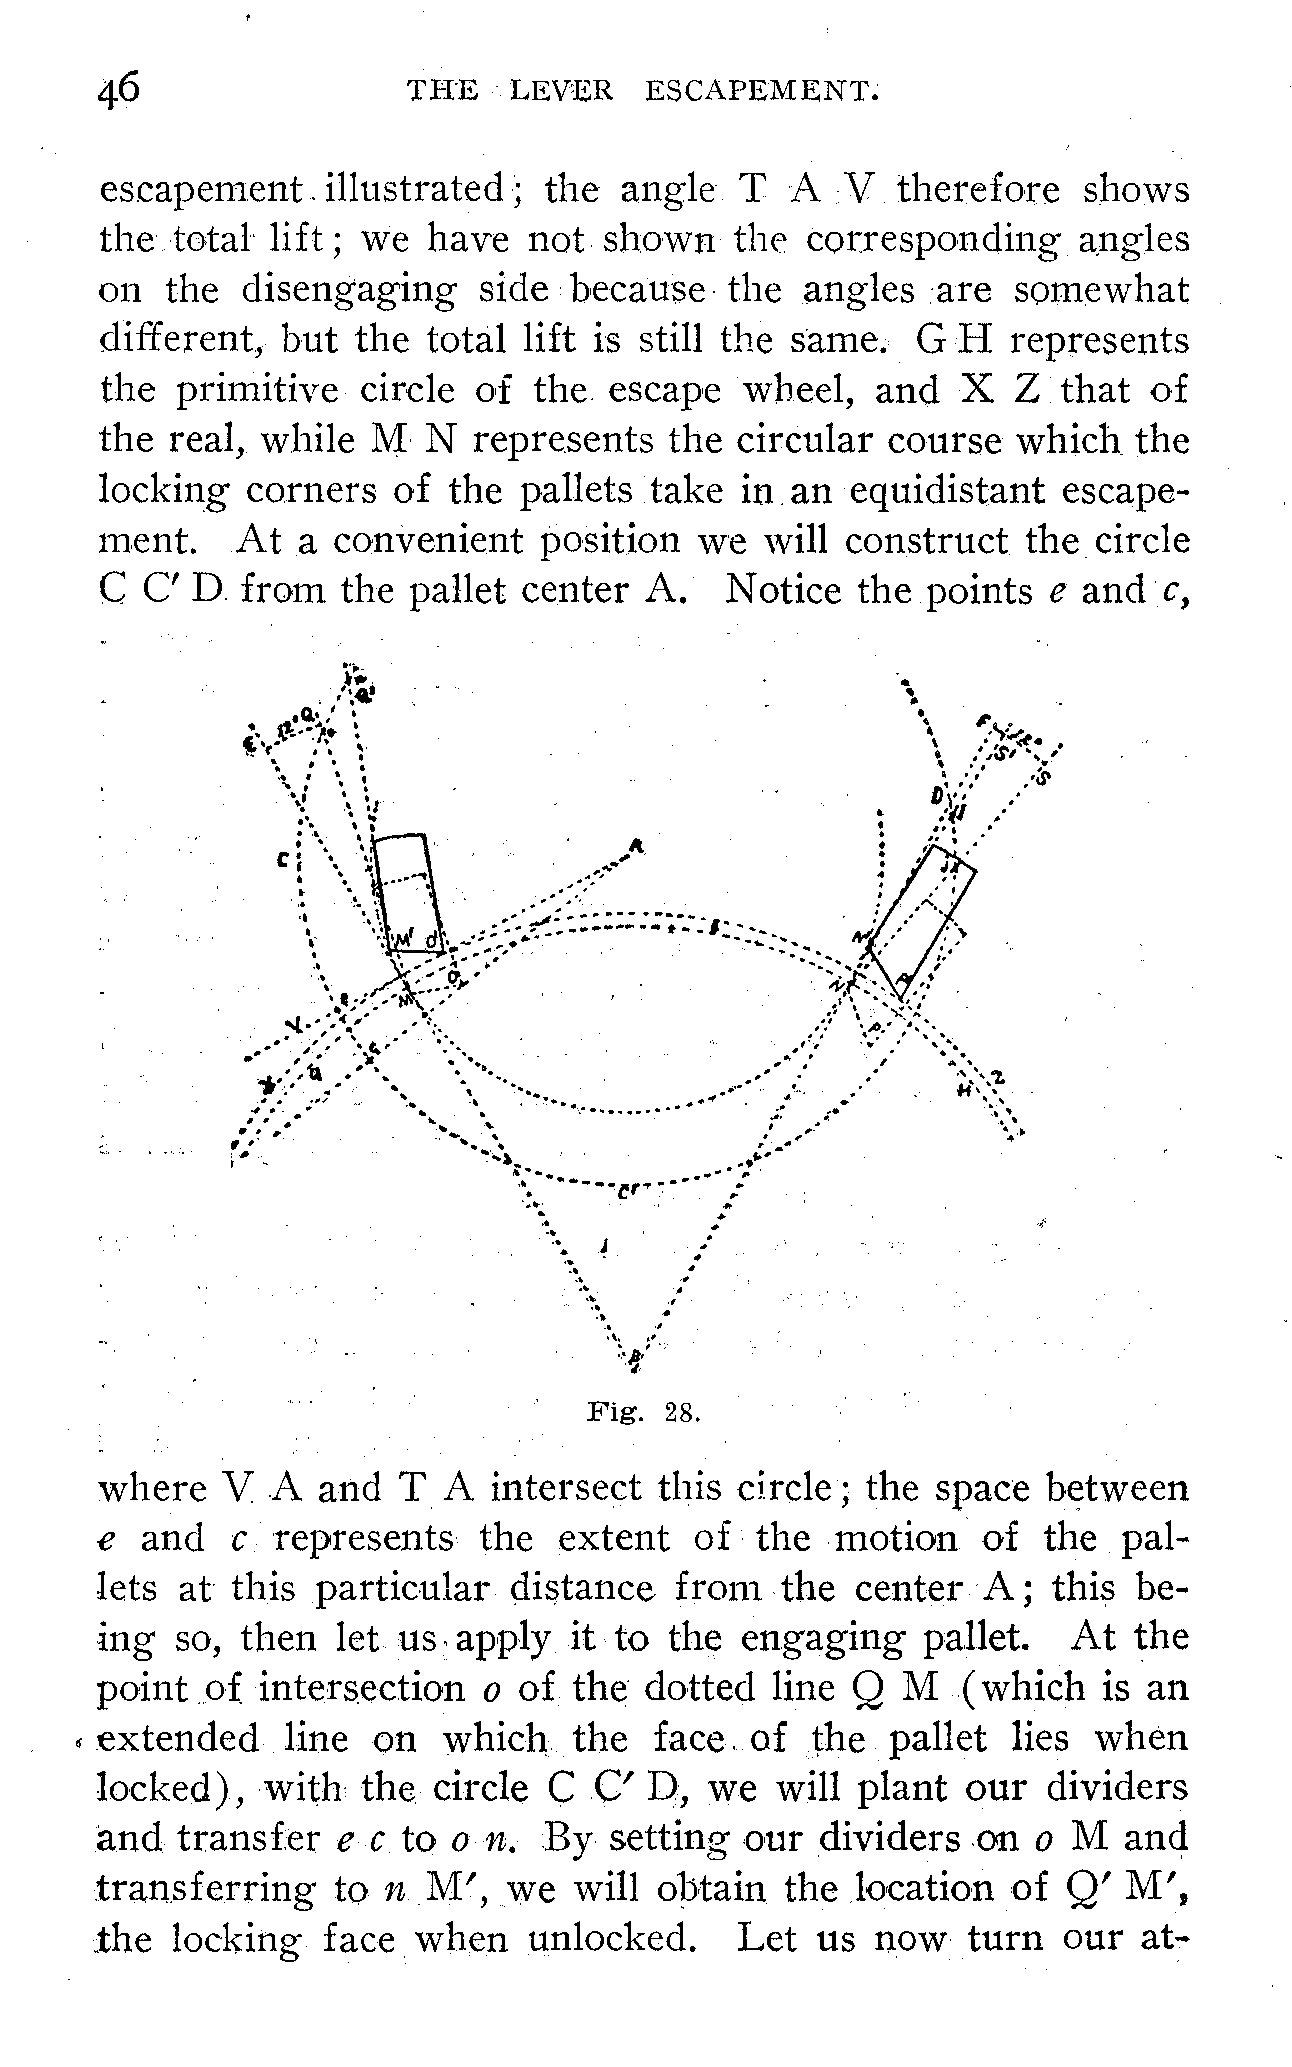 46 THE LEVER ESCAPEMENT.
escapement illustrated; the angle T A V therefore shows
the total lift; we have not shown the corresponding angles
on the disengaging side because the angles are somewhat
different, but the total lift is still the same. G H represents
the primitive circle of the escape wheel, and X Z that of
the real, while M N represents the circular course which the
locking corners of the pallets take in an equidistant escape-
ment. At a convenient position we will construct the circle
C C′ D from the pallet center A. Notice the points e and c,
Q′
E
F
S′
S
D
C
A
M′ d
M
e
V
c
N
P
Z
H
C′
B
Fig. 28.
where V A and T A intersect this circle; the space between
e and c represents the extent of the motion of the pal-
lets at this particular distance from the center A; this be-
ing so, then let us apply it to the engaging pallet. At the
point of intersection o of the dotted line Q M (which is an
extended line on which the face of the pallet lies when
locked), with the circle C C′ D, we will plant our dividers
and transfer e c to o n. By setting our dividers on o M and
transferring to n M′, we will obtain the location of Q′ M′,
the locking face when unlocked. Let us now turn our at-